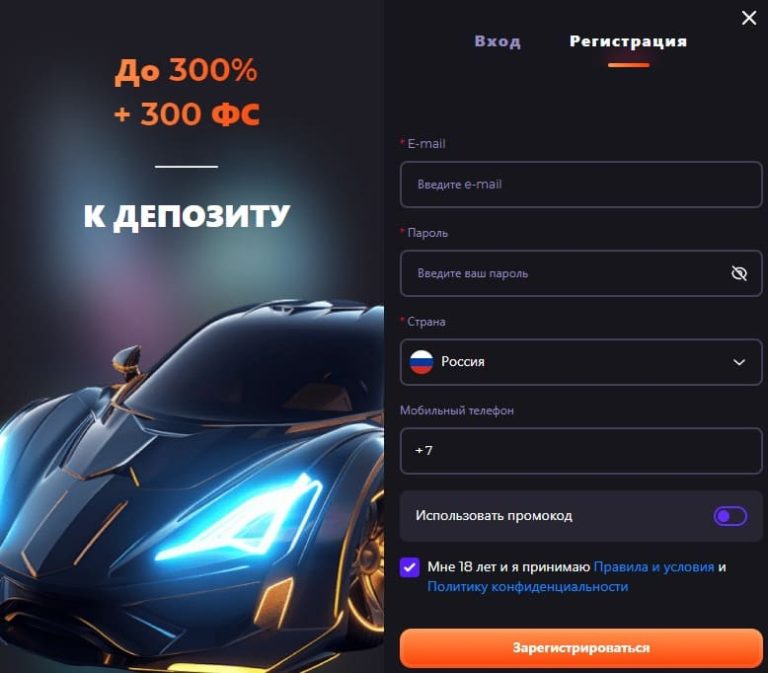 До 300%
+ 300 ФС
К ДЕПОЗИТУ
Вход
Регистрация
* E-mail
Введите e-mail
* Пароль
Введите ваш пароль
* Страна
Россия
Мобильный телефон
+7
Использовать промокод
Мне 18 лет и я принимаю Правила и условия и
Политику конфиденциальности
Зарегистрироваться